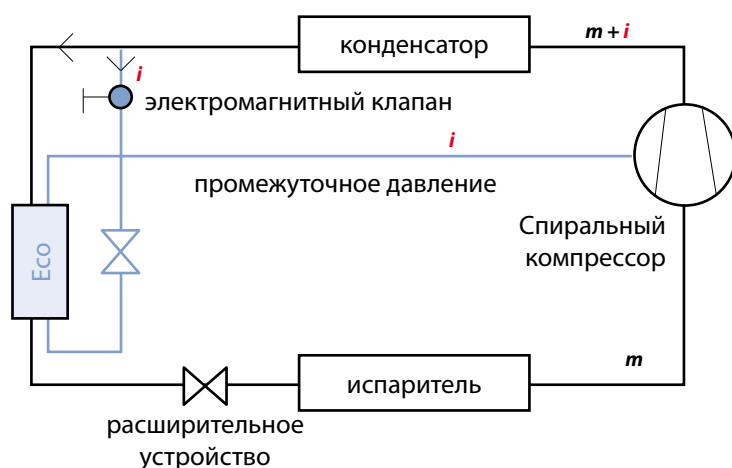 конденсатор
m + i
i
электромагнитный клапан
i
промежуточное давление
Спиральный
компрессор
Eco
m
испаритель
расширительное
устройство